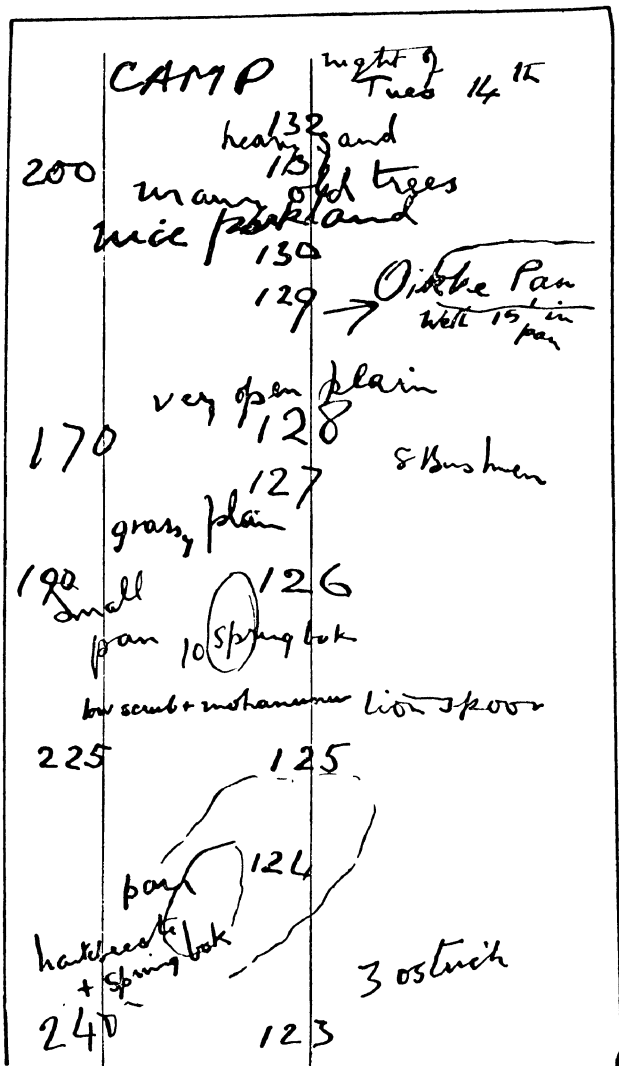 CAMP night of
Tues 14th
132
heavy sand
200 131
many old trees
nice parkland
130
129 → Oitske Pan
Well 15' in
pan
very open plain
170 128
8 Bushmen
127
grassy plain
190 126
small
pan 10 Springbok
low scrub + lion spoor
225 125
124
pan
hartebeeste
+ Springbok
3 ostrich
240 123